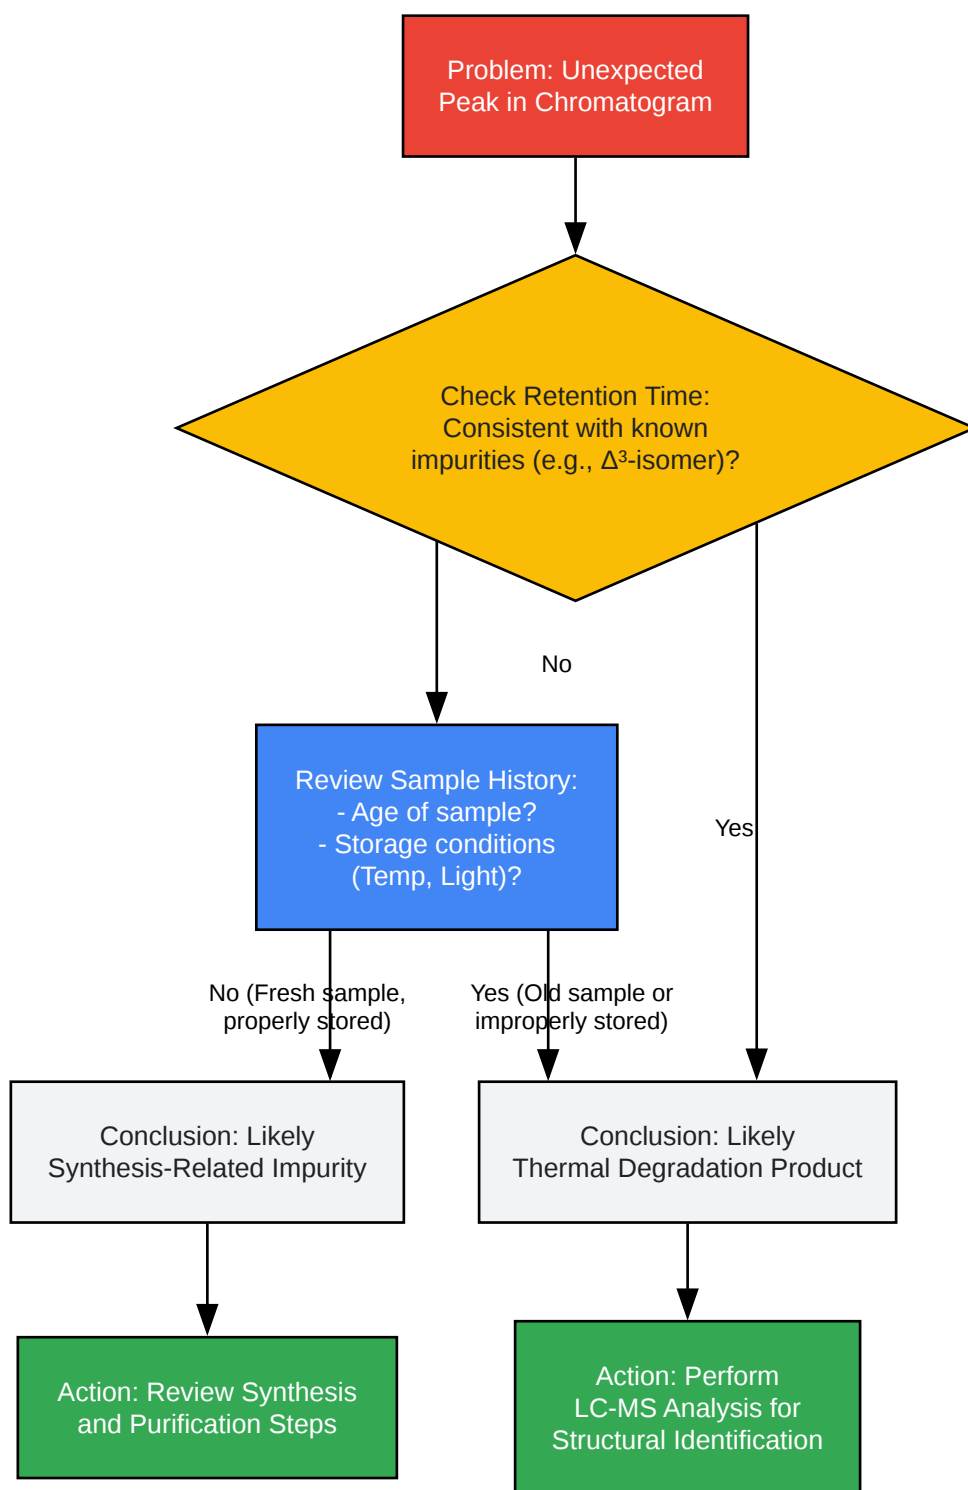 Problem: Unexpected
Peak in Chromatogram
Check Retention Time:
Consistent with known
impurities (e.g., Δ³-isomer)?
No
Review Sample History:
- Age of sample?
- Storage conditions
(Temp, Light)?
Yes
No (Fresh sample,
properly stored)
Yes (Old sample or
improperly stored)
Conclusion: Likely
Synthesis-Related Impurity
Conclusion: Likely
Thermal Degradation Product
Action: Review Synthesis
and Purification Steps
Action: Perform
LC-MS Analysis for
Structural Identification